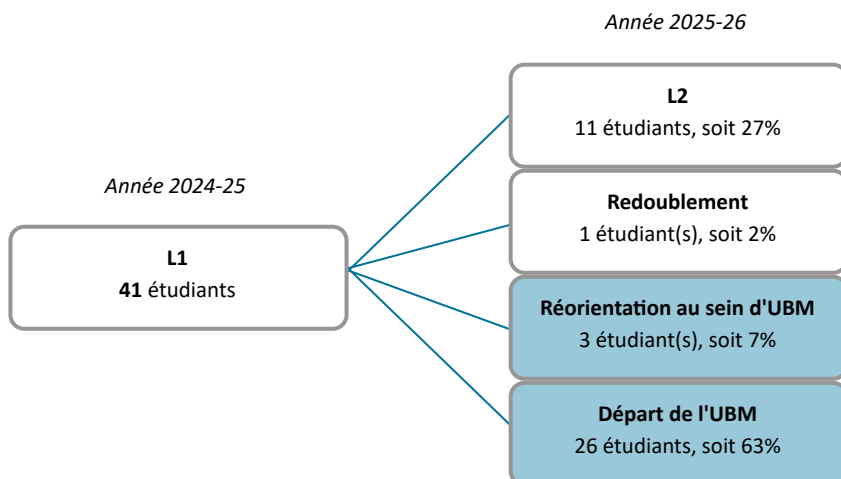 Année 2025-26
L2
11 étudiants, soit 27%
Année 2024-25
Redoublement
1 étudiant(s), soit 2%
L1
41 étudiants
Réorientation au sein d'UBM
3 étudiant(s), soit 7%
Départ de l'UBM
26 étudiants, soit 63%